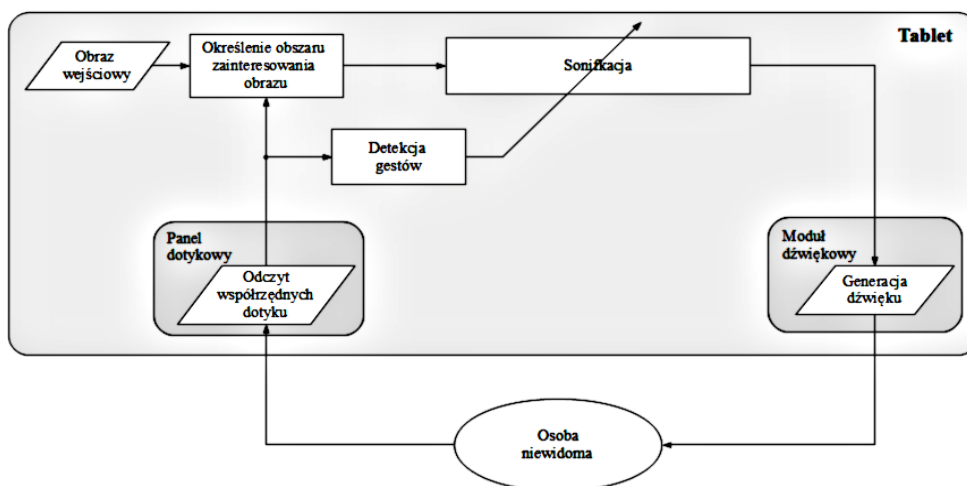 Tablet
Obraz
wejściowy
Określenie obszaru
zainteresowania
obrazu
Sonifkacja
Detekcja
gestów
Panel
dotykowy
Odczyt
współrzędnych
dotyku
Moduł
dźwiękowy
Generacja
dźwięku
Osoba
niewidoma